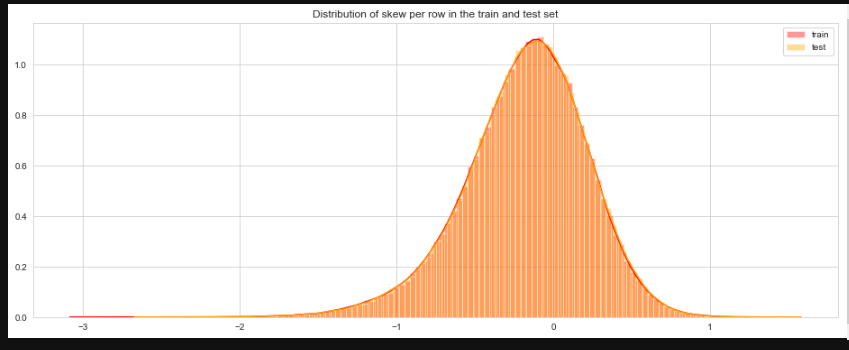 Distribution of skew per row in the train and test set
train
test
1.0
0.8
0.6
0.4
0.2
0.0
−3 −2 −1 0 1